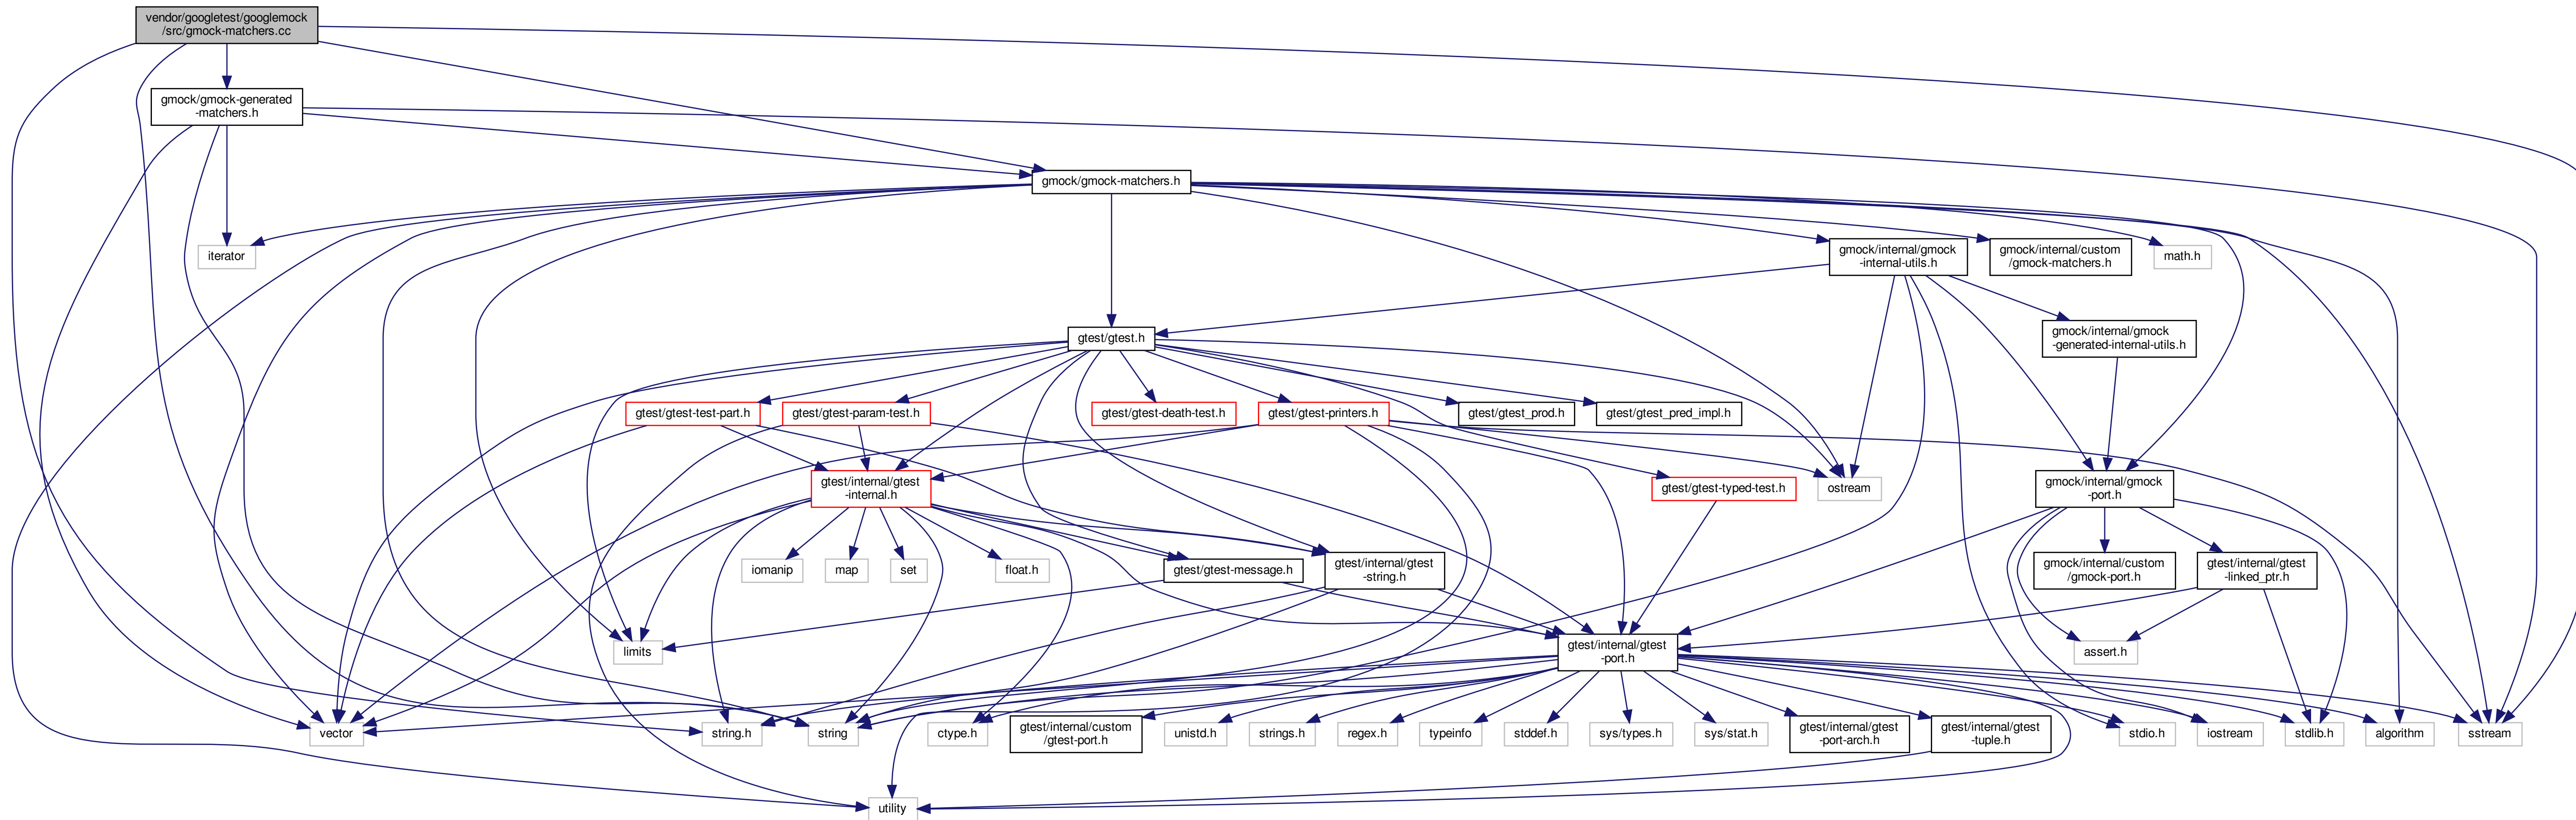 vendor/googletest/googlemock
/src/gmock-matchers.cc
gmock/gmock-generated
-matchers.h
gmock/gmock-matchers.h
iterator
gmock/internal/gmock
-internal-utils.h
gmock/internal/custom
/gmock-matchers.h
math.h
gtest/gtest.h
gmock/internal/gmock
-generated-internal-utils.h
gtest/gtest-test-part.h
gtest/gtest-param-test.h
gtest/gtest-death-test.h
gtest/gtest-printers.h
gtest/gtest_prod.h
gtest/gtest_pred_impl.h
gtest/internal/gtest
-internal.h
gtest/gtest-typed-test.h
ostream
gmock/internal/gmock
-port.h
iomanip
map
set
float.h
gtest/gtest-message.h
gtest/internal/gtest
-string.h
gmock/internal/custom
/gmock-port.h
gtest/internal/gtest
-linked_ptr.h
limits
gtest/internal/gtest
-port.h
assert.h
vector
string.h
string
ctype.h
gtest/internal/custom
/gtest-port.h
unistd.h
strings.h
regex.h
typeinfo
stddef.h
sys/types.h
sys/stat.h
gtest/internal/gtest
-port-arch.h
gtest/internal/gtest
-tuple.h
stdio.h
iostream
stdlib.h
algorithm
sstream
utility